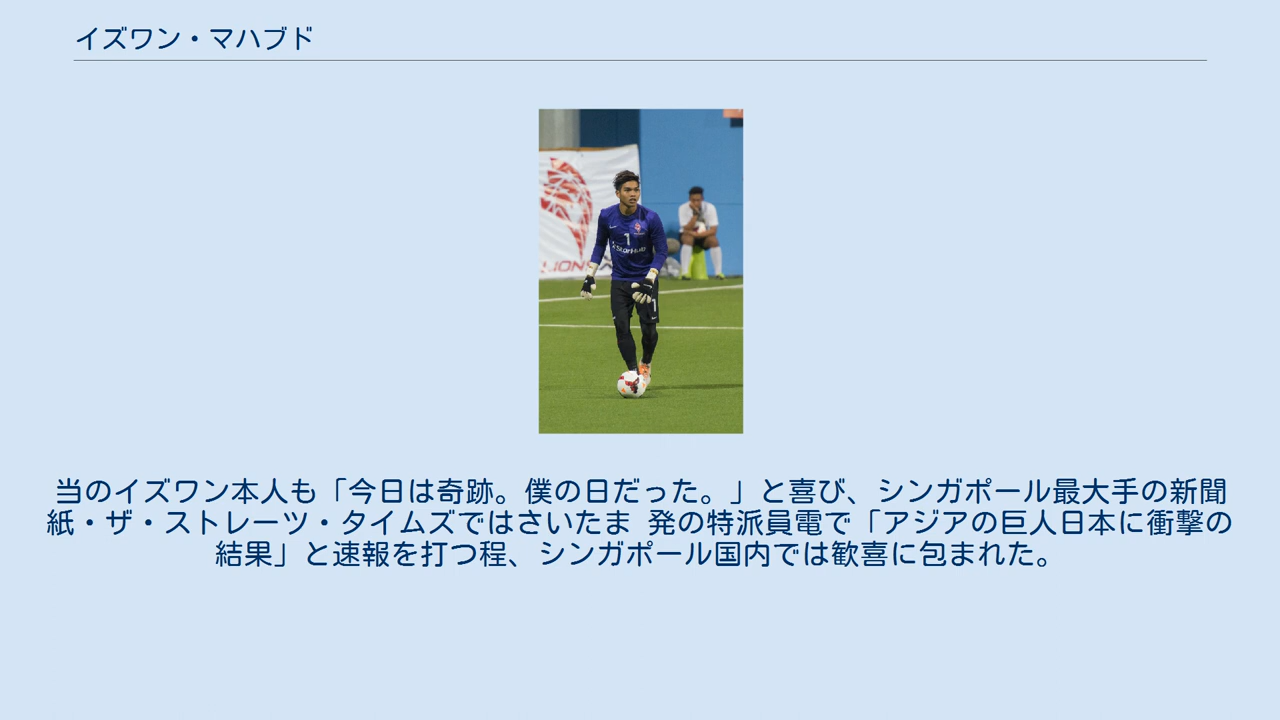 イズワン・マハブド
LIONS
1
StarHub
1
当のイズワン本人も「今日は奇跡。僕の日だった。」と喜び、シンガポール最大手の新聞
紙・ザ・ストレーツ・タイムズではさいたま 発の特派員電で「アジアの巨人日本に衝撃の
結果」と速報を打つ程、シンガポール国内では歓喜に包まれた。